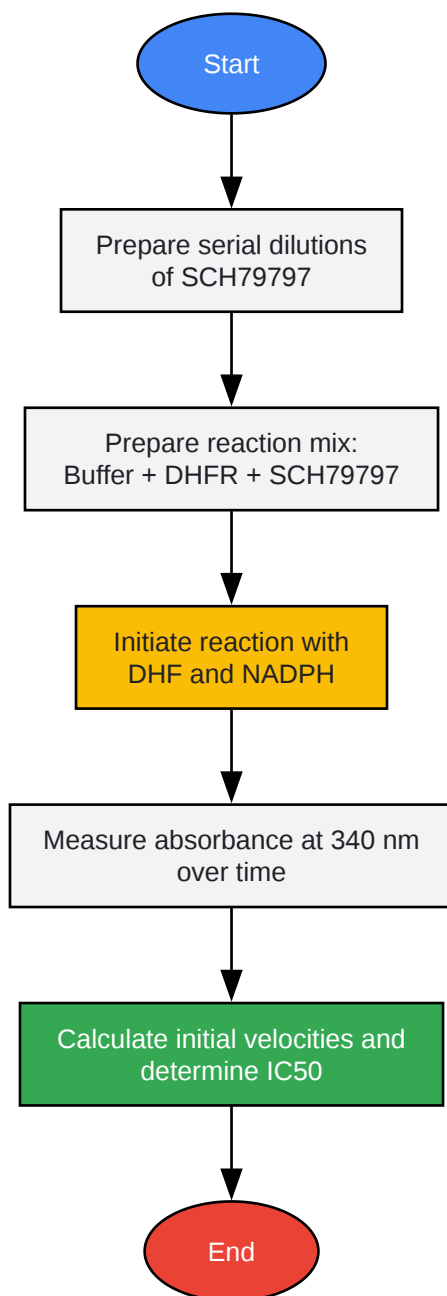 Start
Prepare serial dilutions
of SCH79797
Prepare reaction mix:
Buffer + DHFR + SCH79797
Initiate reaction with
DHF and NADPH
Measure absorbance at 340 nm
over time
Calculate initial velocities and
determine IC50
End